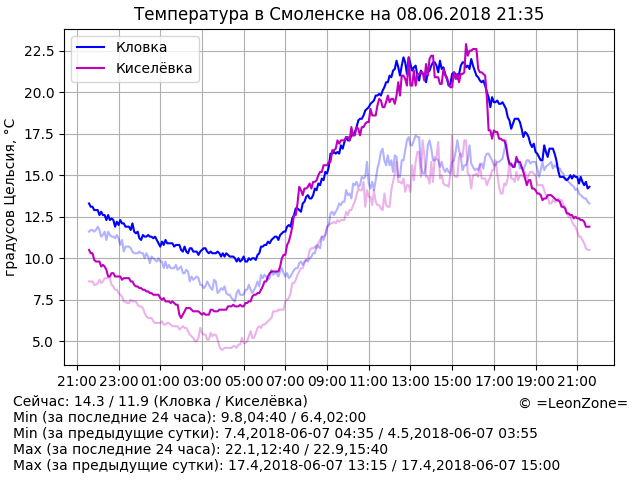 Температура в Смоленске на 08.06.2018 21:35
Кловка
Киселёвка
градусов Цельсия, °C
22.5
20.0
17.5
15.0
12.5
10.0
7.5
5.0
21:00 23:00 01:00 03:00 05:00 07:00 09:00 11:00 13:00 15:00 17:00 19:00 21:00
Сейчас: 14.3 / 11.9 (Кловка / Киселёвка)
© =LeonZone=
Min (за последние 24 часа): 9.8,04:40 / 6.4,02:00
Min (за предыдущие сутки): 7.4,2018-06-07 04:35 / 4.5,2018-06-07 03:55
Max (за последние 24 часа): 22.1,12:40 / 22.9,15:40
Max (за предыдущие сутки): 17.4,2018-06-07 13:15 / 17.4,2018-06-07 15:00